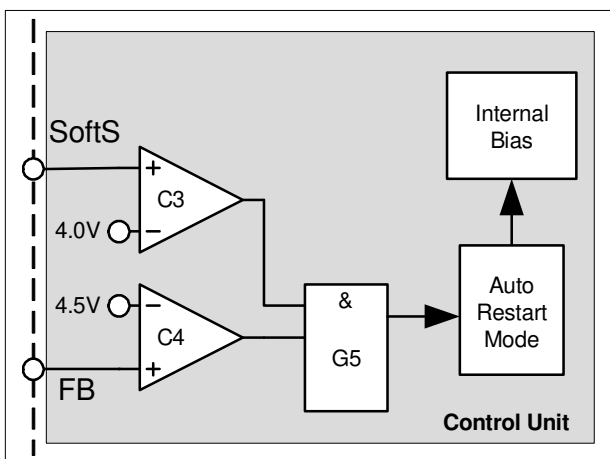 SoftS
+
C3
4.0V
−
4.5V
−
C4
+
FB
&
G5
Internal
Bias
Auto
Restart
Mode
Control Unit